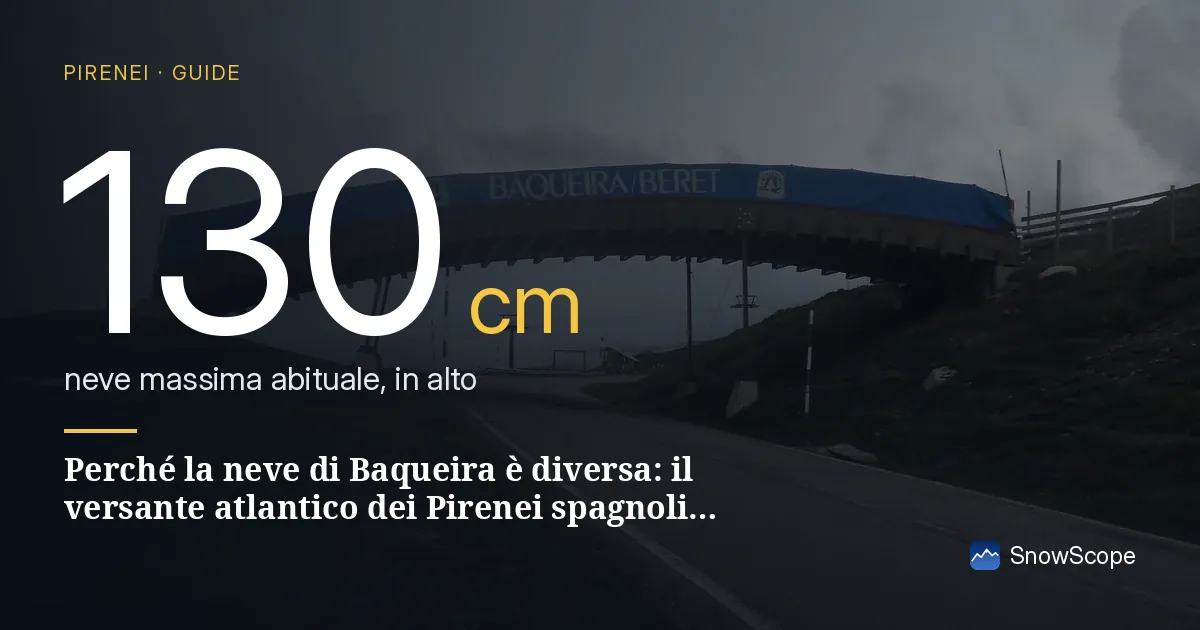 PIRENEI · GUIDE
BAQUEIRA/BERET
130 cm
neve massima abituale, in alto
Perché la neve di Baqueira è diversa: il
versante atlantico dei Pirenei spagnoli...
SnowScope